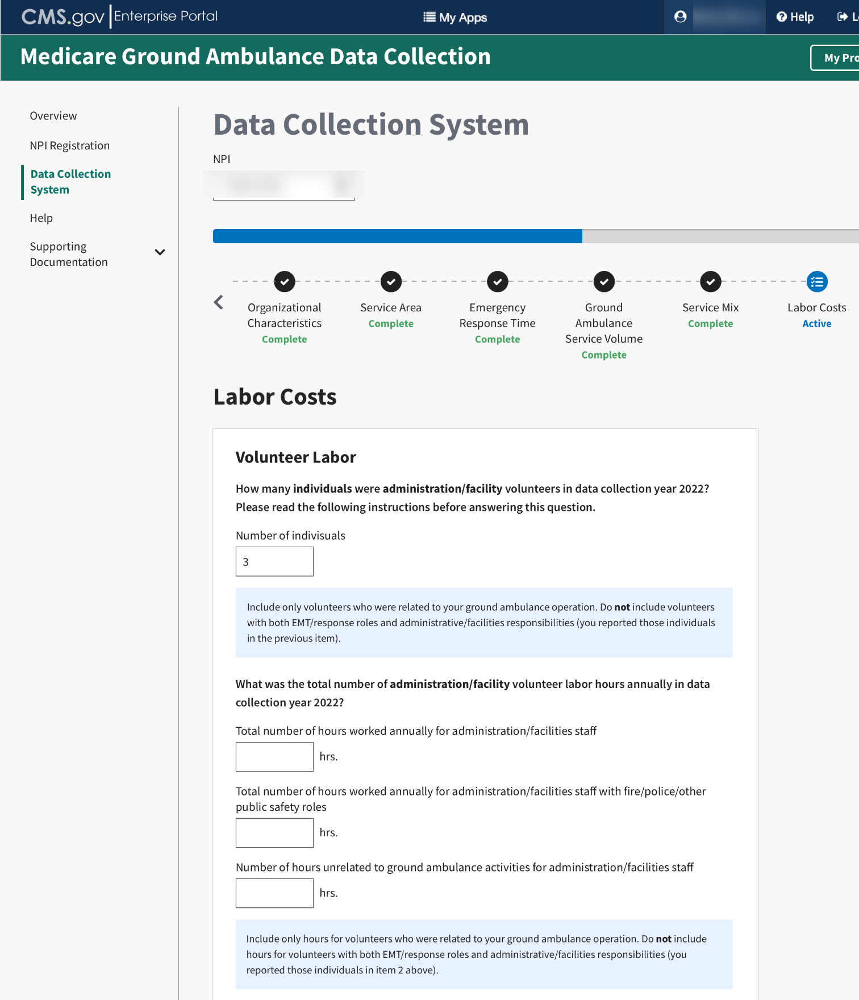 CMS.gov Enterprise Portal My Apps Help
Medicare Ground Ambulance Data Collection
Overview
NPI Registration
Data Collection
System
Help
Supporting
Documentation
Data Collection System
NPI
Organizational
Characteristics
Complete
Service Area
Complete
Emergency
Response Time
Complete
Ground
Ambulance
Service Volume
Complete
Service Mix
Complete
Labor Costs
Active
Labor Costs
Volunteer Labor
How many individuals were administration/facility volunteers in data collection year 2022?
Please read the following instructions before answering this question.
Number of indivisuals
3
Include only volunteers who were related to your ground ambulance operation. Do not include volunteers
with both EMT/response roles and administrative/facilities responsibilities (you reported those individuals
in the previous item).
What was the total number of administration/facility volunteer labor hours annually in data
collection year 2022?
Total number of hours worked annually for administration/facilities staff
hrs.
Total number of hours worked annually for administration/facilities staff with fire/police/other
public safety roles
hrs.
Number of hours unrelated to ground ambulance activities for administration/facilities staff
hrs.
Include only hours for volunteers who were related to your ground ambulance operation. Do not include
hours for volunteers with both EMT/response roles and administrative/facilities responsibilities (you
reported those individuals in item 2 above).